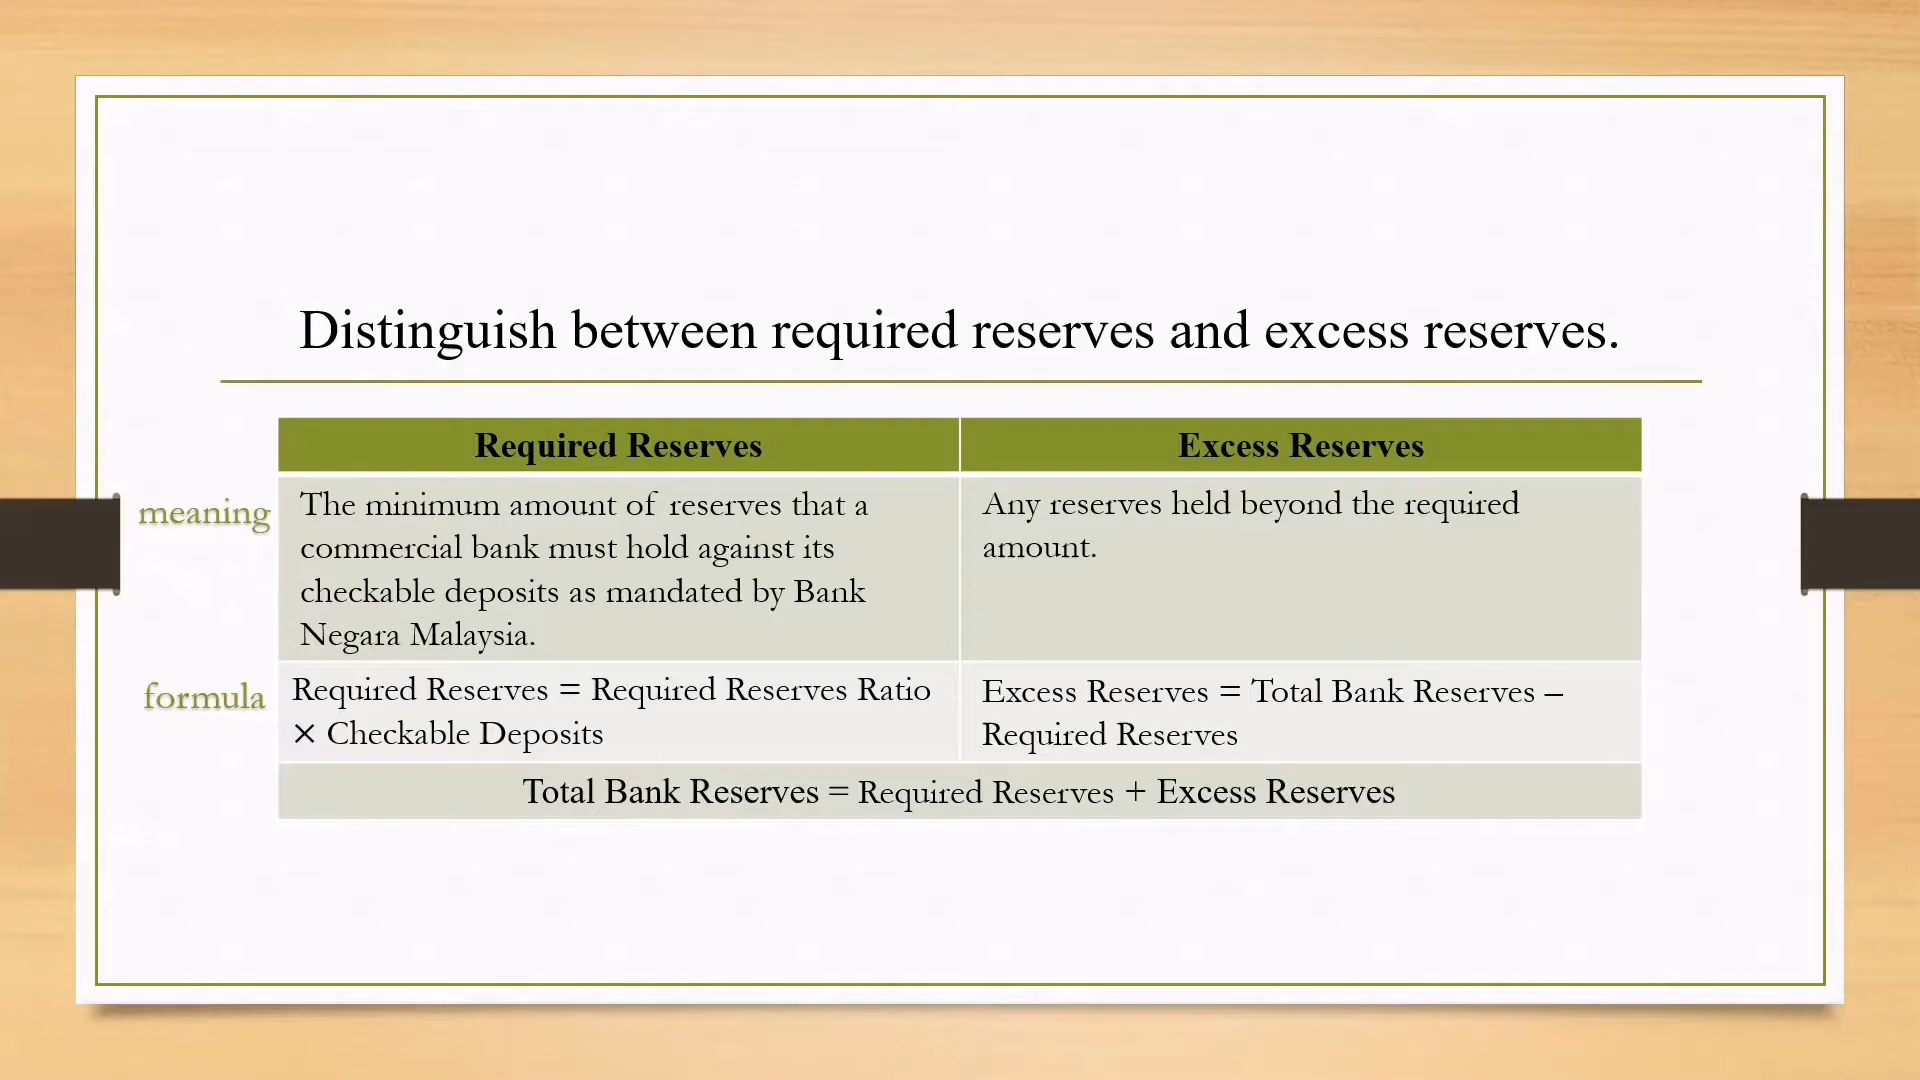 Distinguish between required reserves and excess reserves.
Required Reserves
Excess Reserves
meaning
The minimum amount of reserves that a
commercial bank must hold against its
checkable deposits as mandated by Bank
Negara Malaysia.
Any reserves held beyond the required
amount.
formula
Required Reserves = Required Reserves Ratio
× Checkable Deposits
Excess Reserves = Total Bank Reserves –
Required Reserves
Total Bank Reserves = Required Reserves + Excess Reserves